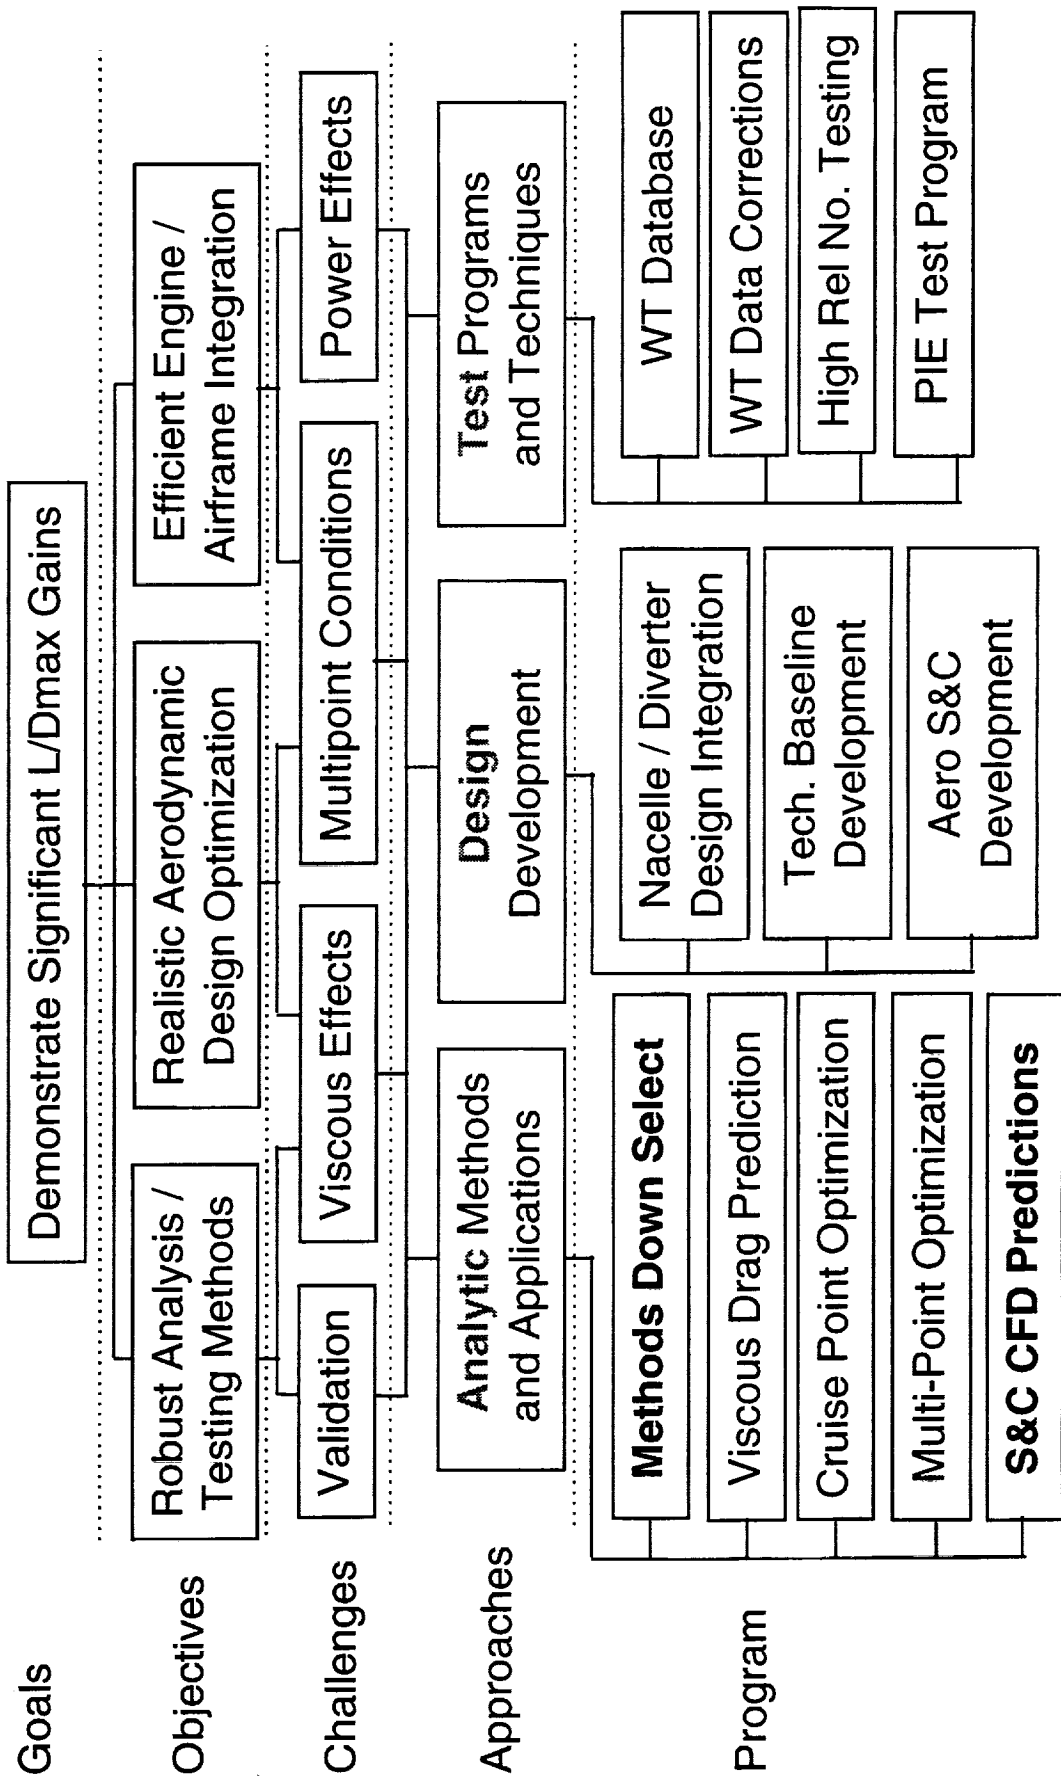 Goals
Demonstrate Significant L/Dmax Gains
Objectives
Robust Analysis /
Testing Methods
Realistic Aerodynamic
Design Optimization
Efficient Engine /
Airframe Integration
Challenges
Validation
Viscous Effects
Multipoint Conditions
Power Effects
Approaches
Analytic Methods
and Applications
Design
Development
Test Programs
and Techniques
Program
Methods Down Select
Viscous Drag Prediction
Cruise Point Optimization
Multi-Point Optimization
S&C CFD Predictions
Nacelle / Diverter
Design Integration
Tech. Baseline
Development
Aero S&C
Development
WT Database
WT Data Corrections
High Rel No. Testing
PIE Test Program